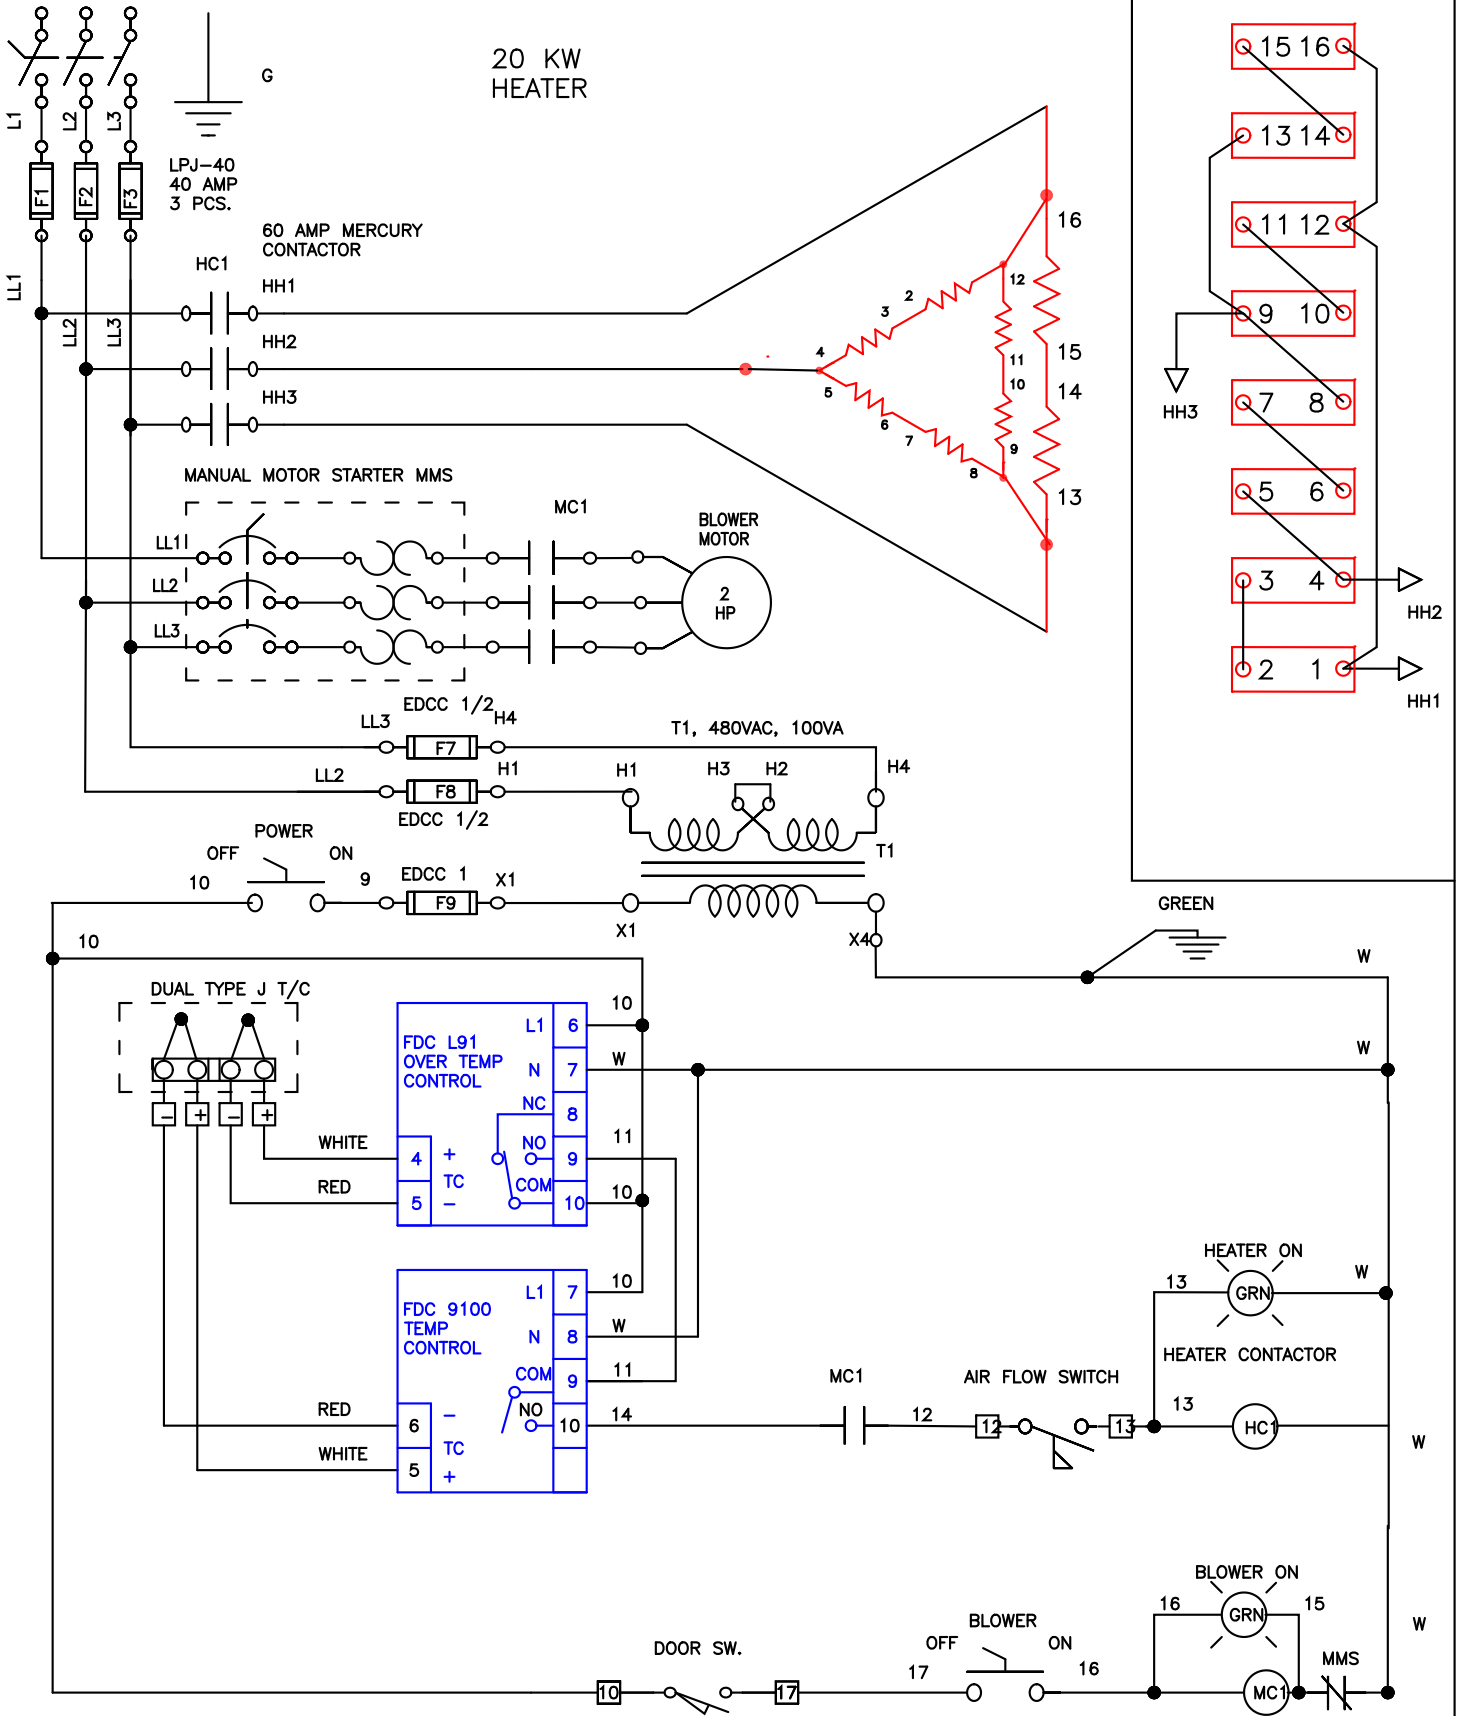 20 KW
HEATER
G
L1
L2
L3
F1
F2
F3
LPJ-40
40 AMP
3 PCS.
60 AMP MERCURY
CONTACTOR
HC1
LL1
LL2
LL3
HH1
HH2
HH3
16
12
2
3
4
11
15
10
14
5
6
7
9
8
13
15 16
13 14
11 12
9 10
HH3
7 8
5 6
3 4
HH2
2 1
HH1
MANUAL MOTOR STARTER MMS
MC1
BLOWER
MOTOR
LL1
LL2
LL3
2
HP
EDCC 1/2
LL3
H4
F7
T1, 480VAC, 100VA
LL2
H1
F8
EDCC 1/2
H1
H3
H2
H4
T1
POWER
OFF
ON
10
9
EDCC 1
X1
F9
X1
X4
GREEN
W
10
DUAL TYPE J T/C
- + - +
FDC L91
OVER TEMP
CONTROL
L1 6
10
N 7
W
W
NC 8
NO 9
11
COM 10
10
WHITE
4 +
TC
RED
5 -
FDC 9100
TEMP
CONTROL
L1 7
10
N 8
W
COM 9
11
NO 10
14
RED
6 -
TC
WHITE
5 +
MC1
12
AIR FLOW SWITCH
12
13
HEATER ON
13
GRN
W
HEATER CONTACTOR
13
HC1
W
BLOWER ON
16
GRN
15
W
DOOR SW.
10
17
BLOWER
OFF
ON
17
16
MC1
MMS